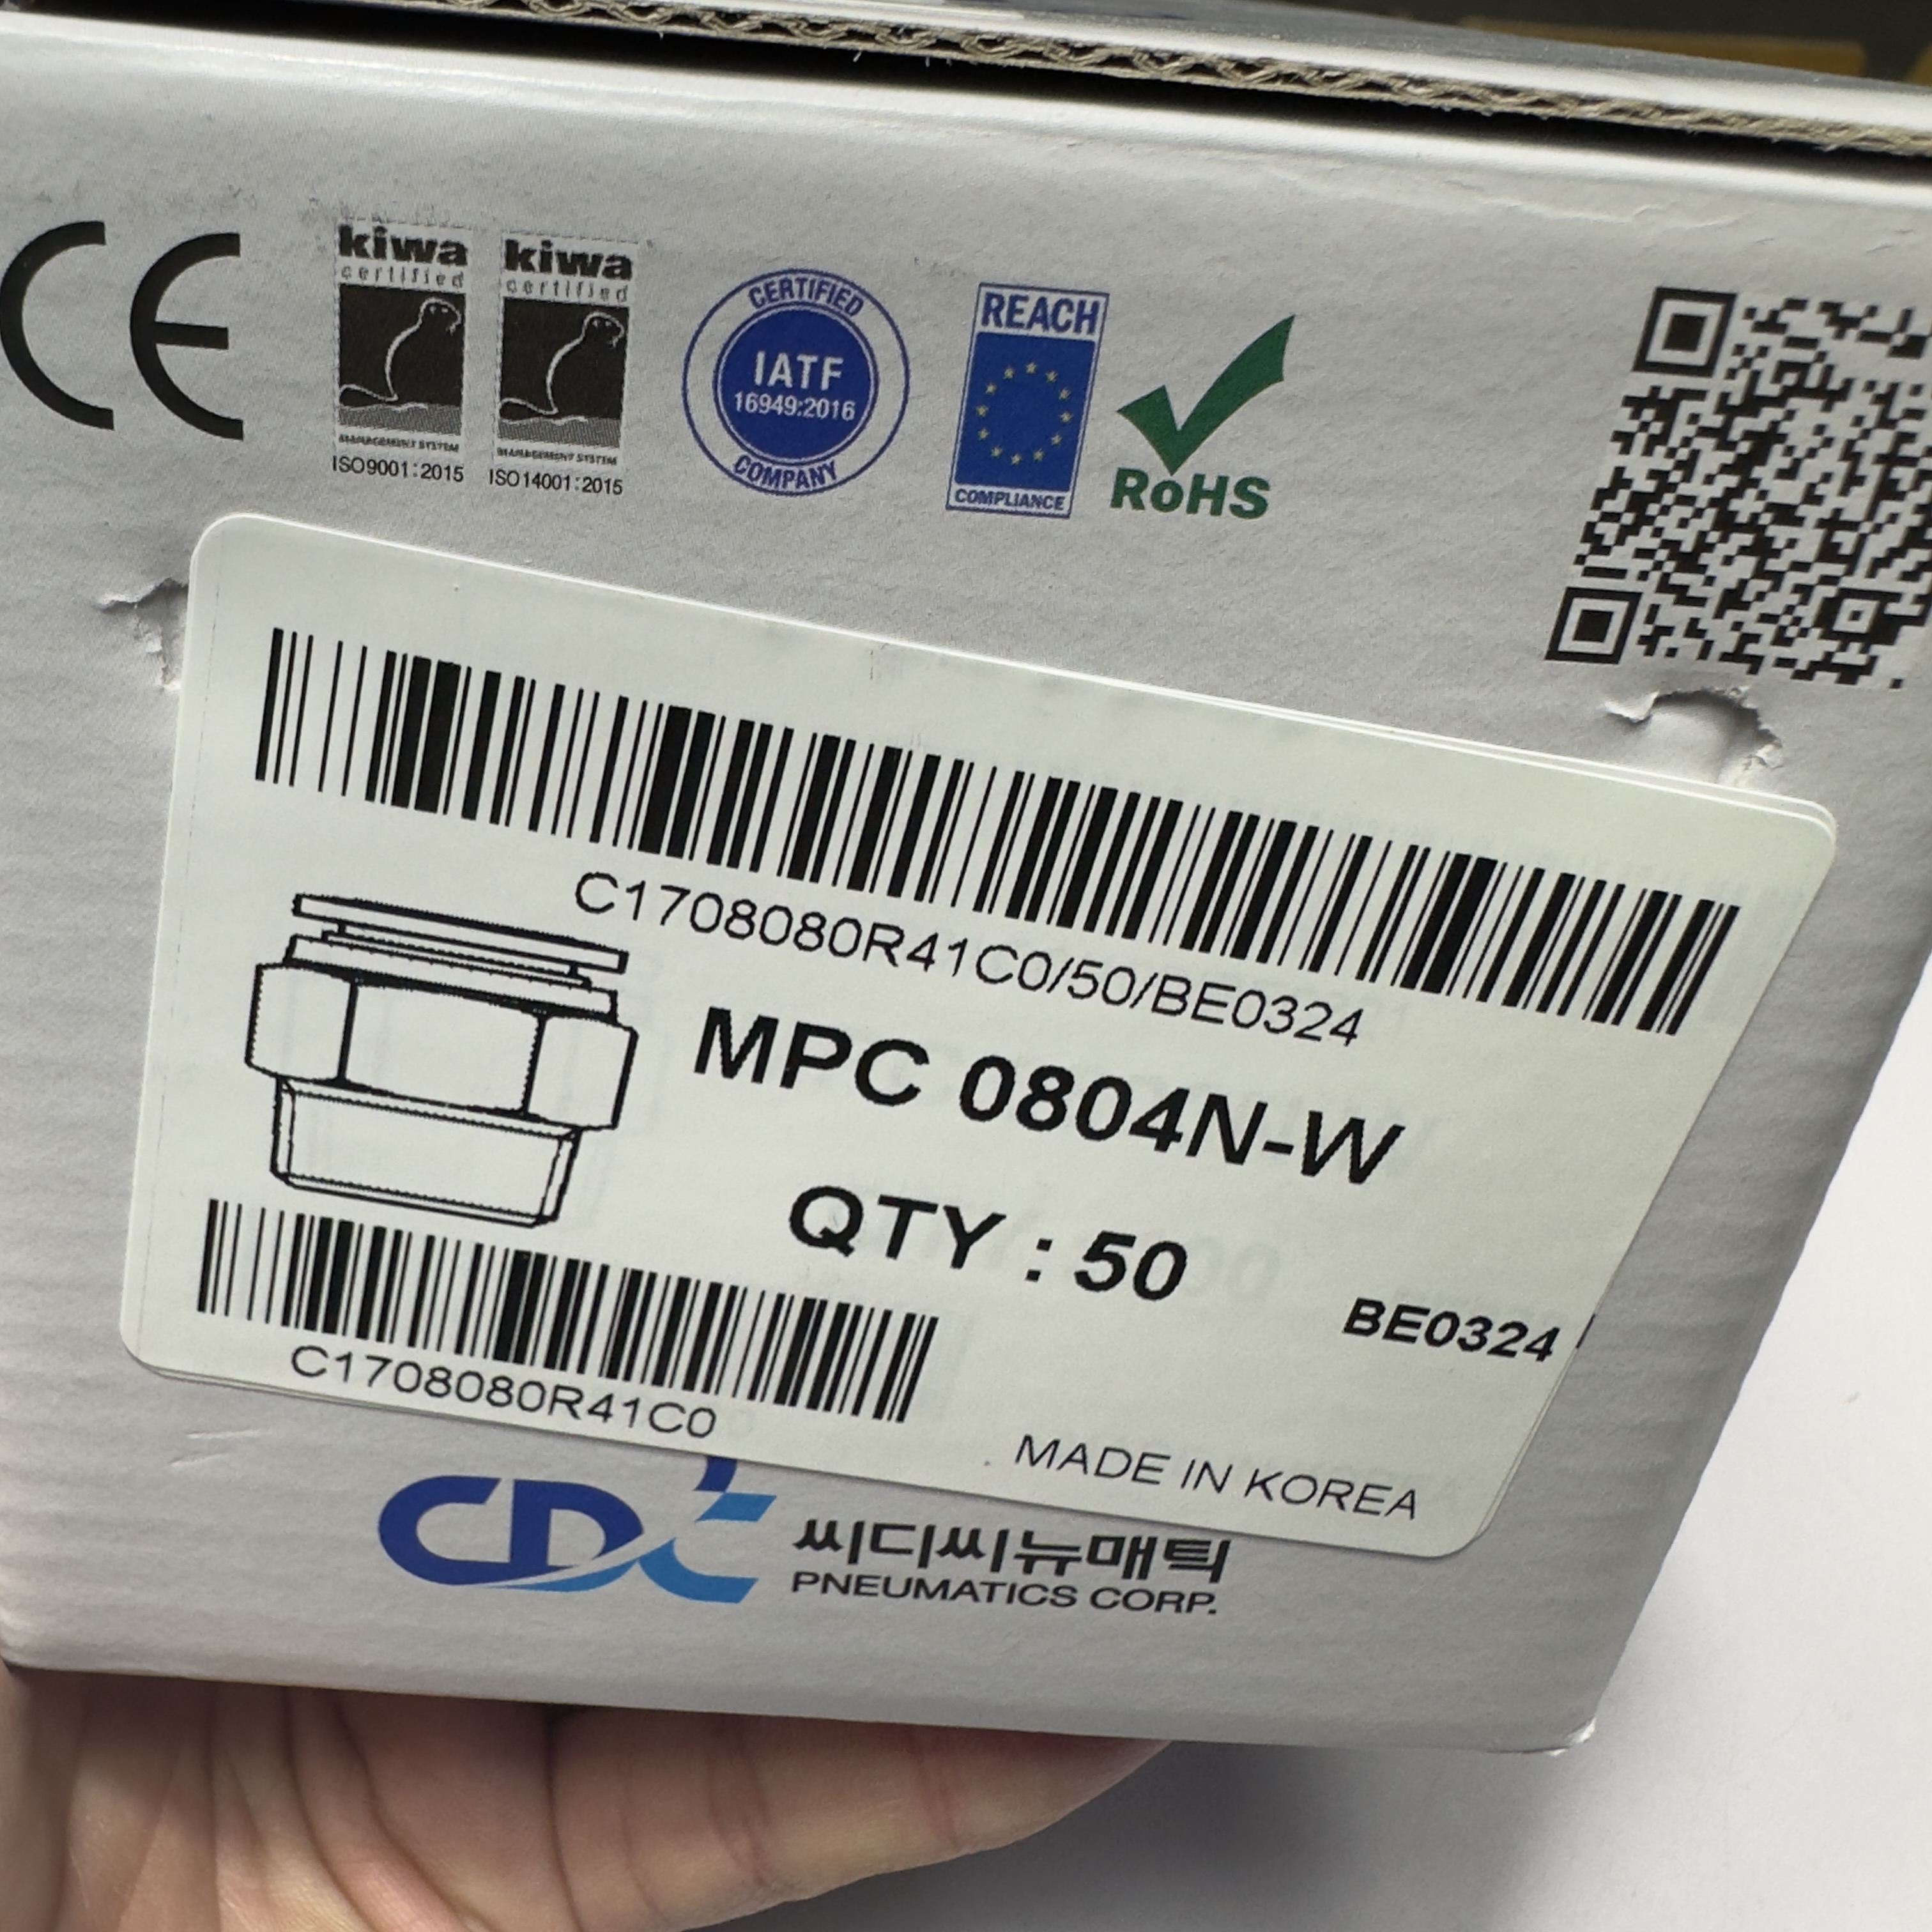 CE
kiwa
certified
MANAGEMENT SYSTEM
ISO9001:2015
kiwa
certified
MANAGEMENT SYSTEM
ISO14001:2015
CERTIFIED
IATF
16949:2016
COMPANY
REACH
COMPLIANCE
RoHS
C1708080R41C0/50/BE0324
MPC 0804N-W
QTY : 50
BE0324
C1708080R41C0
MADE IN KOREA
CDC
씨디씨뉴매틱
PNEUMATICS CORP.